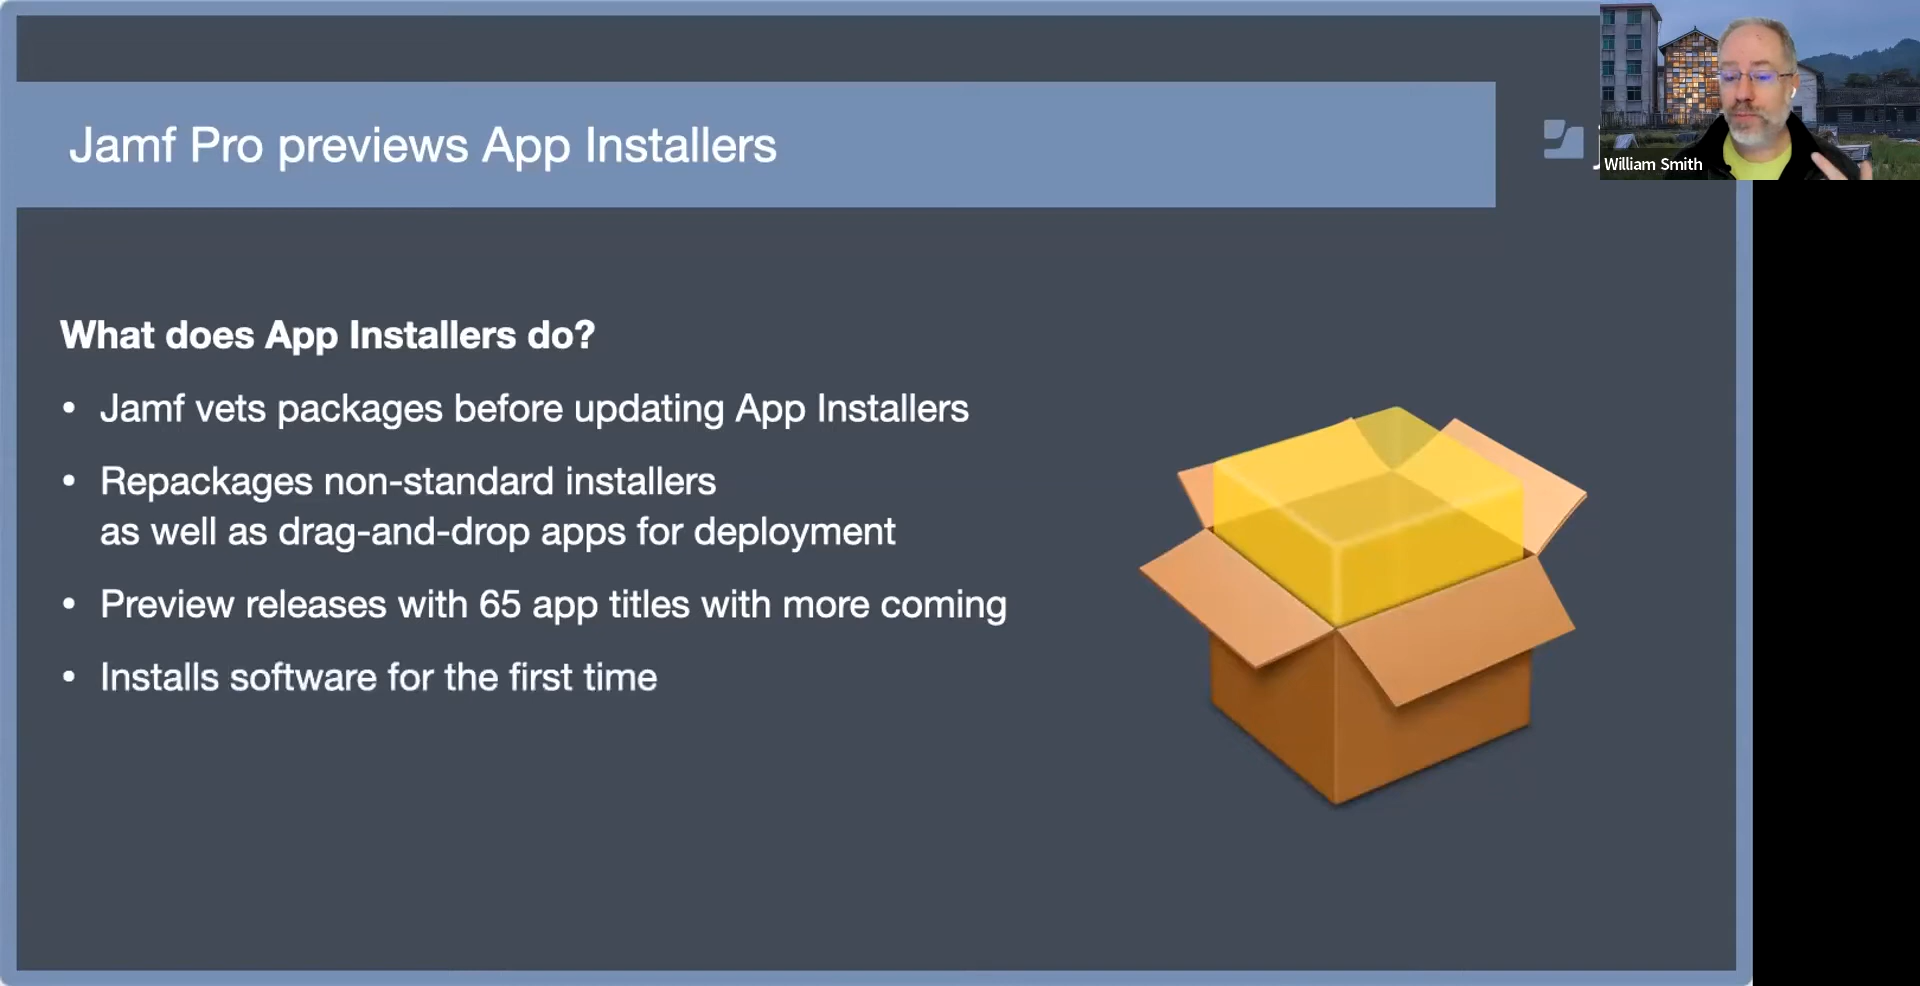 Jamf Pro previews App Installers
William Smith
What does App Installers do?
• Jamf vets packages before updating App Installers
• Repackages non-standard installers
as well as drag-and-drop apps for deployment
• Preview releases with 65 app titles with more coming
• Installs software for the first time